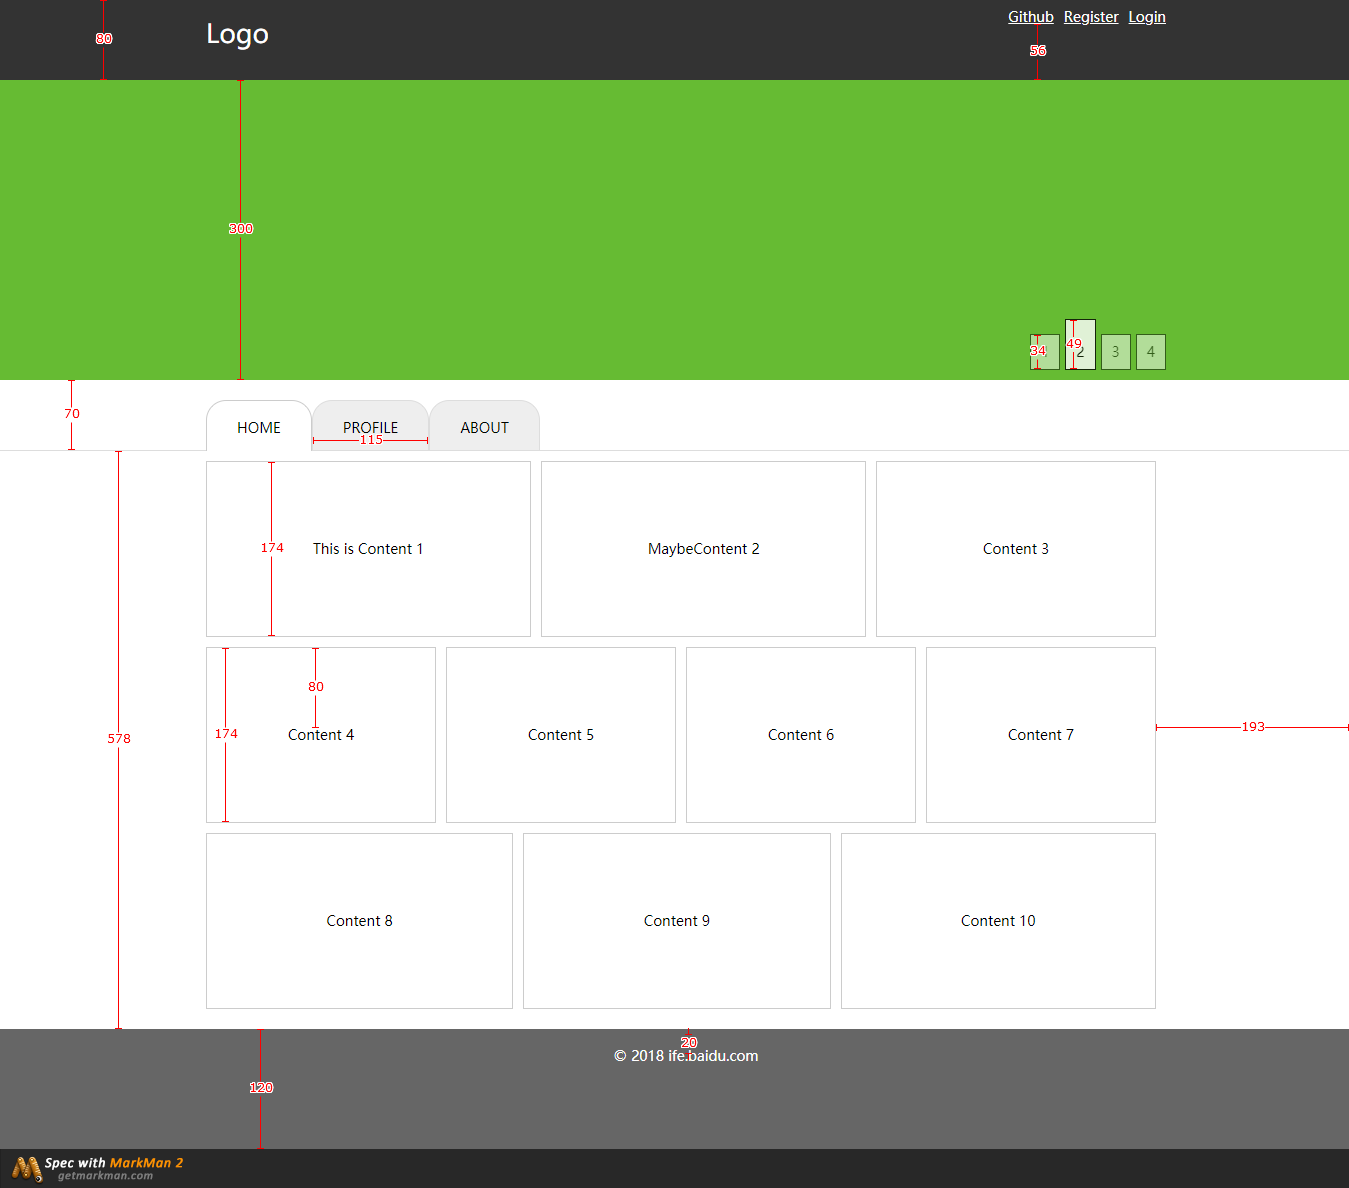 Github Register Login
80
Logo
56
300
34
49
2
3
4
70
HOME
PROFILE
ABOUT
115
174
This is Content 1
MaybeContent 2
Content 3
80
174
Content 4
Content 5
Content 6
Content 7
193
578
Content 8
Content 9
Content 10
20
© 2018 ife.baidu.com
120
Spec with MarkMan 2
getmarkman.com